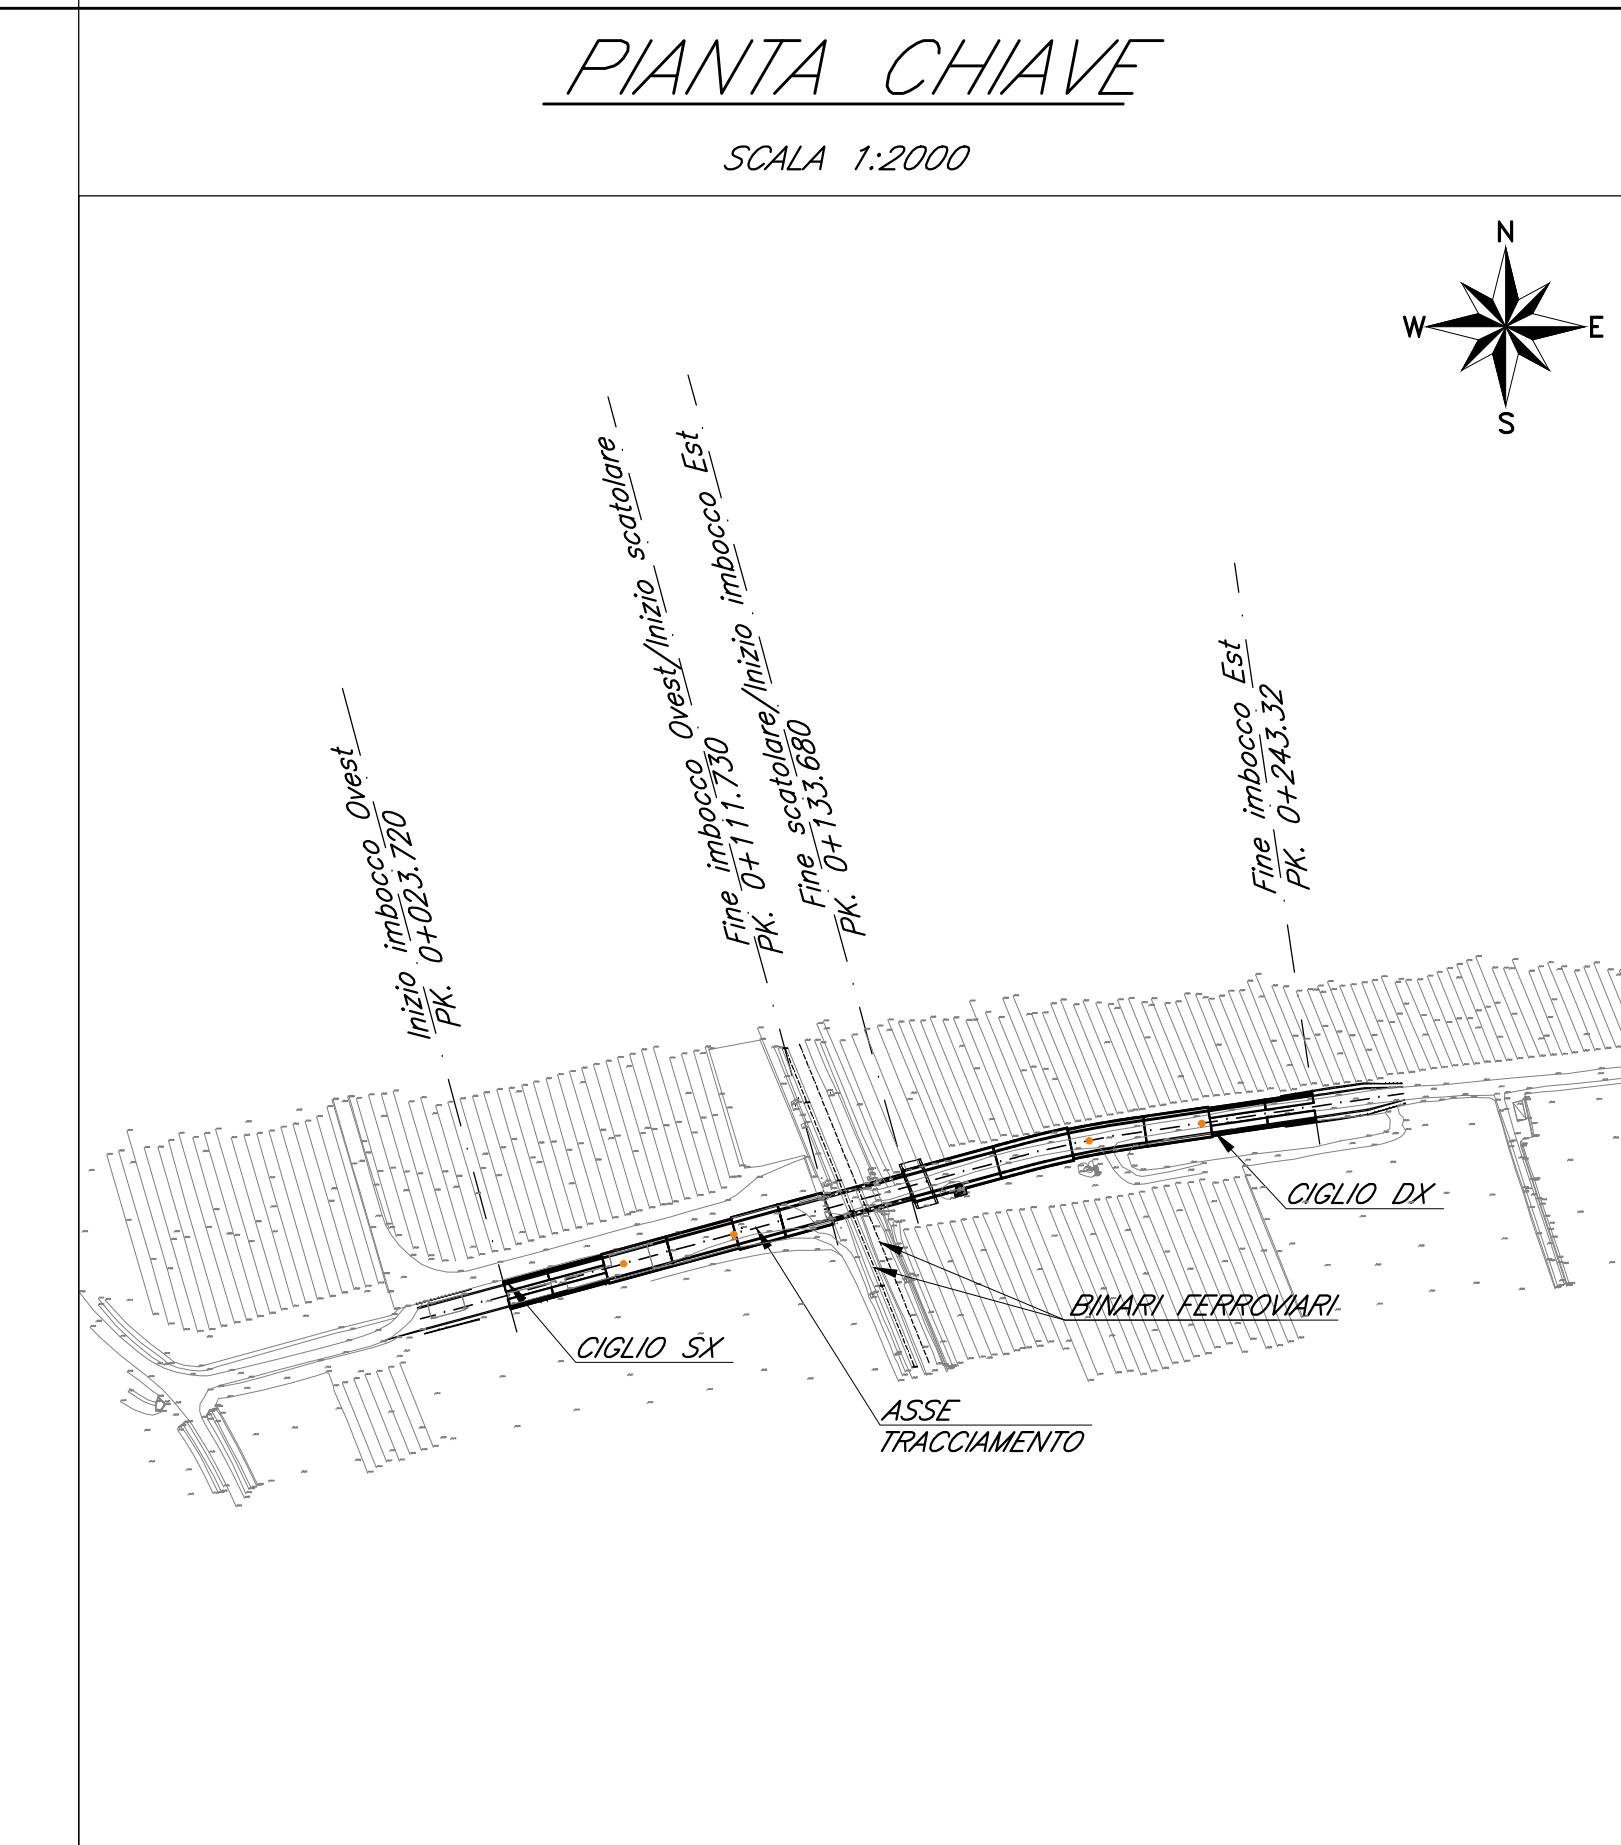 PIANTA CHIAVE
SCALA 1:2000
N
W
E
S
Inizio imbocco Ovest
PK. 0+023.720
Fine imbocco Ovest/Inizio scatolare
PK. 0+111.730
Fine scatolare/Inizio imbocco Est
PK. 0+133.680
Fine imbocco Est
PK. 0+243.32
CIGLIO DX
BINARI FERROVIARI
CIGLIO SX
ASSE
TRACCIAMENTO